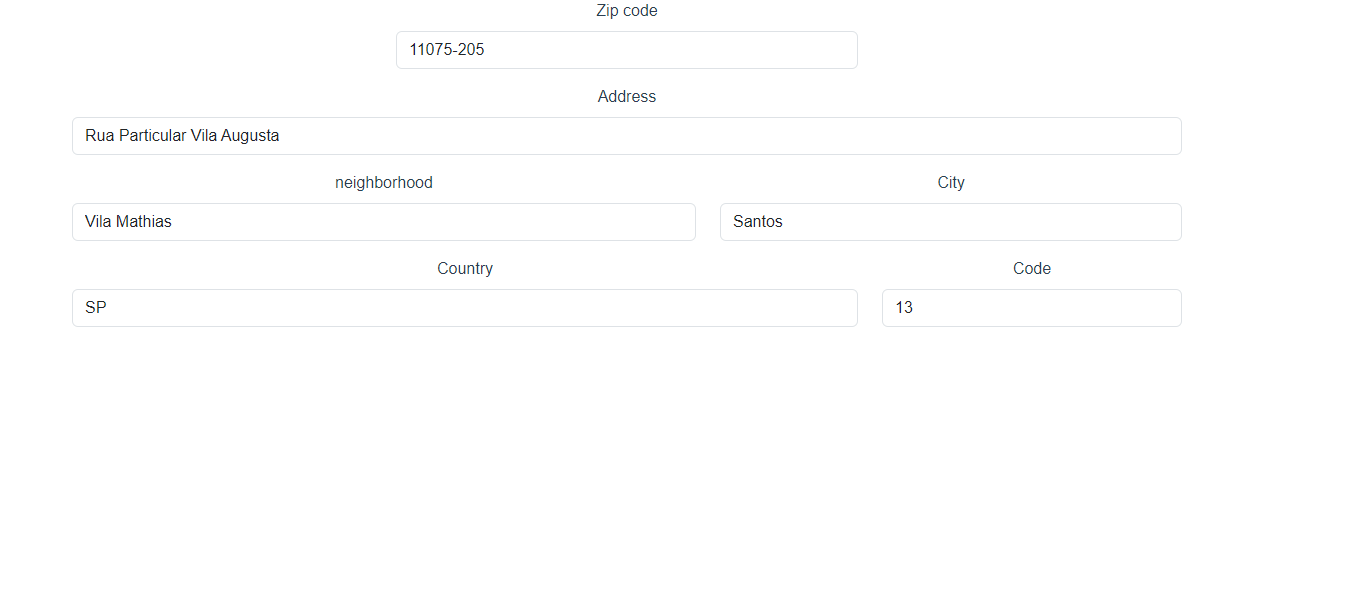 Zip code
11075-205
Address
Rua Particular Vila Augusta
neighborhood City
Vila Mathias Santos
Country Code
SP 13